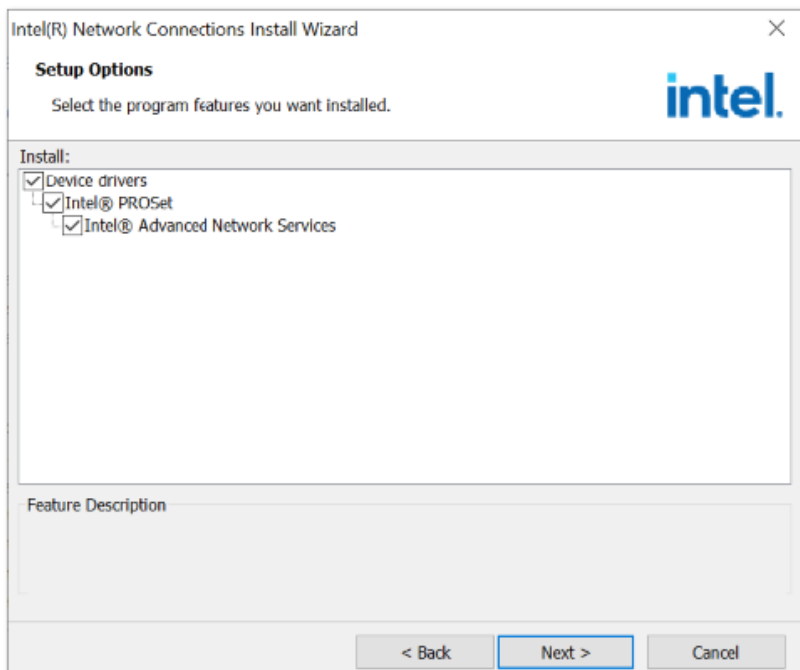 Intel(R) Network Connections Install Wizard
Setup Options
Select the program features you want installed.
intel.
Install:
Device drivers
Intel® PROSet
Intel® Advanced Network Services
Feature Description
< Back
Next >
Cancel